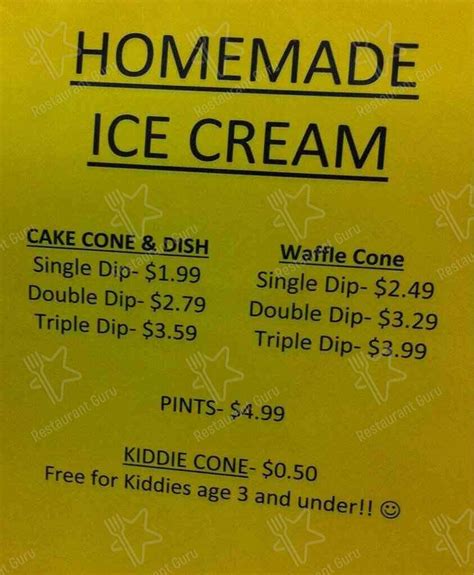 HOMEMADE
ICE CREAM
CAKE CONE & DISH
Single Dip- $1.99
Double Dip- $2.79
Triple Dip- $3.59
Waffle Cone
Single Dip- $2.49
Double Dip- $3.29
Triple Dip- $3.99
PINTS- $4.99
KIDDIE CONE- $0.50
Free for Kiddies age 3 and under!! ☺
Restaurant Guru